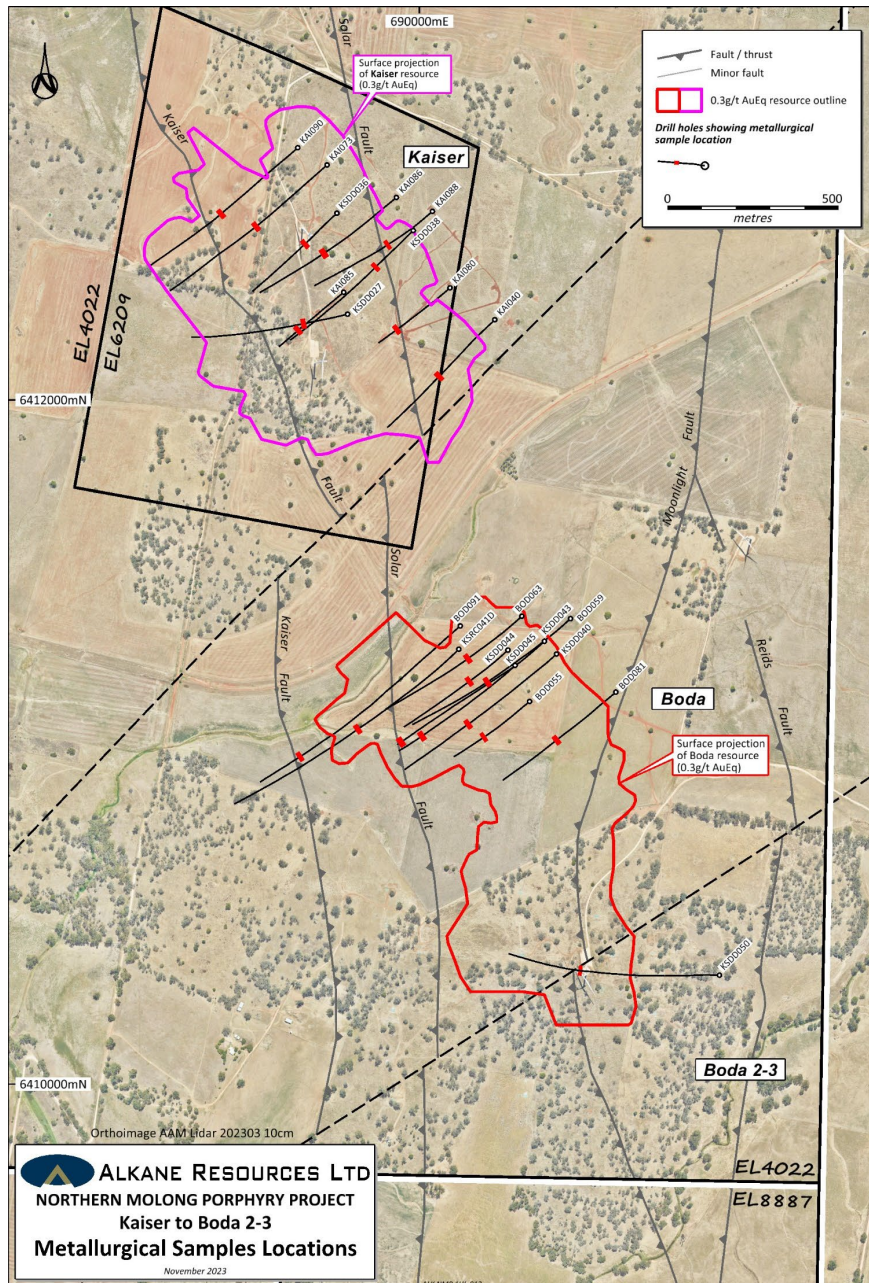 690000mE
Solar
Fault
Surface projection
of Kaiser resource
(0.3g/t AuEq)
Fault / thrust
Minor fault
0.3g/t AuEq resource outline
Drill holes showing metallurgical
sample location
0
500
metres
Kaiser
Kaiser
KAI090
KAI073
KSDD036
KAI086
KAI088
KSDD038
KAI085
KSDD027
KAI080
KAI040
EL4022
EL6209
6412000mN
Fault
Solar
Moonlight
Fault
Kaiser
Fault
BOD091
KSRC041D
BOD063
KSDD044
KSDD045
KSDD043
BOD059
KSDD040
BOD055
BOD081
Reids
Fault
Boda
Surface projection
of Boda resource
(0.3g/t AuEq)
Fault
KSDD050
Boda 2-3
6410000mN
Orthoimage AAM Lidar 202303 10cm
EL4022
EL8887
ALKANE RESOURCES LTD
NORTHERN MOLONG PORPHYRY PROJECT
Kaiser to Boda 2-3
Metallurgical Samples Locations
November 2023